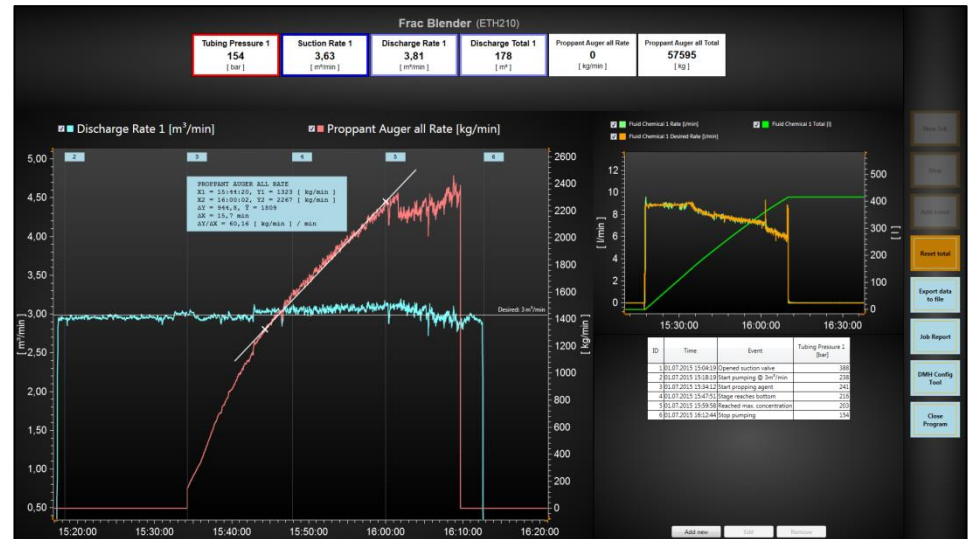 Frac Blender (ETH210)
Tubing Pressure 1
154
[ bar ]
Suction Rate 1
3,63
[ m³/min ]
Discharge Rate 1
3,81
[ m³/min ]
Discharge Total 1
178
[ m³ ]
Proppant Auger all Rate
0
[ kg/min ]
Proppant Auger all Total
57595
[ kg ]
Discharge Rate 1 [m³/min]
Proppant Auger all Rate [kg/min]
2 3 4 5 6
PROPPANT AUGER ALL RATE
X1 = 15:44:20, Y1 = 1323 [ kg/min ]
X2 = 16:00:02, Y2 = 2267 [ kg/min ]
ΔY = 944,8, Ȳ = 1809
ΔX = 15,7 min
ΔY/ΔX = 60,16 [ kg/min ] / min
5,00
4,50
4,00
3,50
3,00
2,50
2,00
1,50
1,00
0,50
[ m³/min ]
2600
2400
2200
2000
1800
1600
1400
1200
1000
800
600
400
200
0
[ kg/min ]
Desired: 3 m³/min
15:20:00 15:30:00 15:40:00 15:50:00 16:00:00 16:10:00 16:20:00
Fluid Chemical 1 Rate [l/min]
Fluid Chemical 1 Total [l]
Fluid Chemical 1 Desired Rate [l/min]
12
10
8
6
4
2
0
[ l/min ]
500
400
300
200
100
0
[ l ]
15:30:00 16:00:00 16:30:00
ID Time Event Tubing Pressure 1 [bar]
1 01.07.2015 15:04:19 Opened suction valve 388
2 01.07.2015 15:18:19 Start pumping @ 3m³/min 238
3 01.07.2015 15:34:12 Start propping agent 241
4 01.07.2015 15:47:51 Stage reaches bottom 216
5 01.07.2015 15:59:58 Reached max. concentration 203
6 01.07.2015 16:12:44 Stop pumping 154
Add new Edit Remove
New Job
Stop
Add event
Reset total
Export data
to file
Job Report
DMH Config
Tool
Close
Program